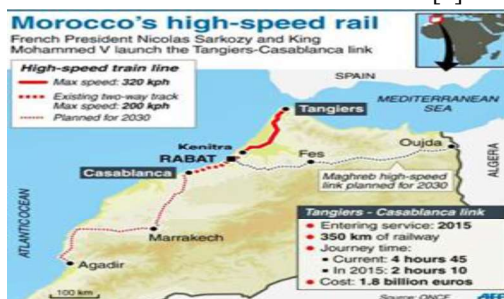 Morocco's high-speed rail
French President Nicolas Sarkozy and King
Mohammed V launch the Tangiers-Casablanca link
High-speed train line
Max speed: 320 kph
Existing two-way track
Max speed: 200 kph
Planned for 2030
SPAIN
Tangiers
MEDITERRANEAN
SEA
Kenitra
RABAT
Oujda
Fes
Casablanca
ALGERA
Maghreb high-speed
link planned for 2030
ATLANTICOCEAN
Marrakech
Agadir
100 km
Tangiers - Casablanca link
Entering service: 2015
350 km of railway
Journey time:
Current: 4 hours 45
In 2015: 2 hours 10
Cost: 1.8 billion euros
Source: ONCF